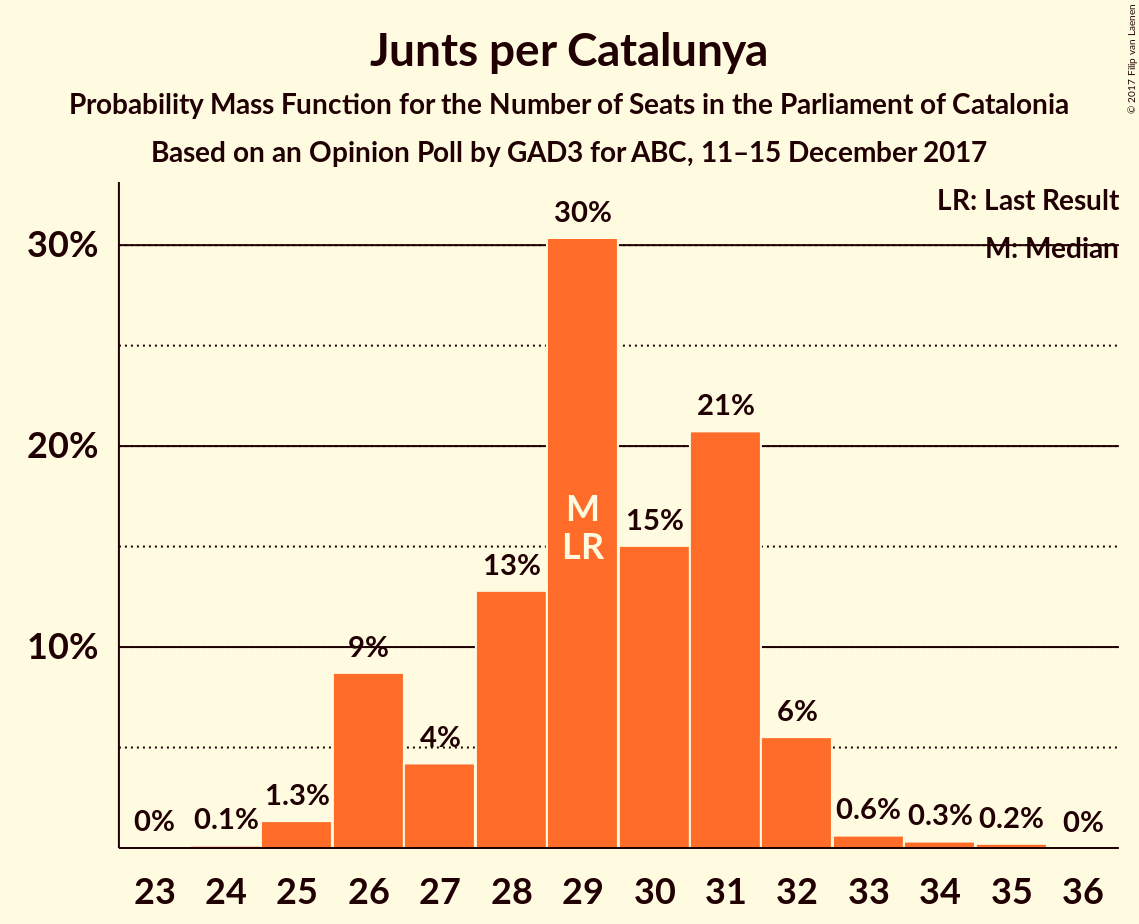 Junts per Catalunya
Probability Mass Function for the Number of Seats in the Parliament of Catalonia
Based on an Opinion Poll by GAD3 for ABC, 11–15 December 2017
© 2017 Filip van Laenen
LR: Last Result
M: Median
30%
20%
10%
0%
0.1%
1.3%
9%
4%
13%
30%
M
LR
15%
21%
6%
0.6%
0.3%
0.2%
0%
23 24 25 26 27 28 29 30 31 32 33 34 35 36